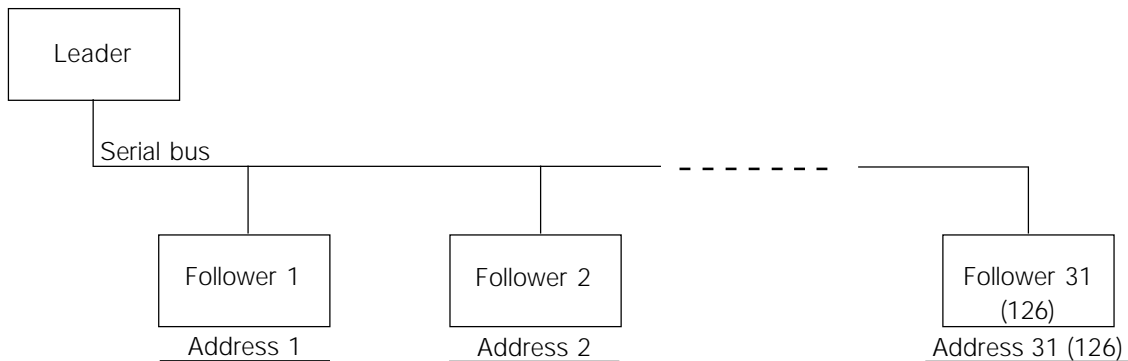 Leader
Serial bus
Follower 1
Follower 2
Follower 31
(126)
Address 1
Address 2
Address 31 (126)